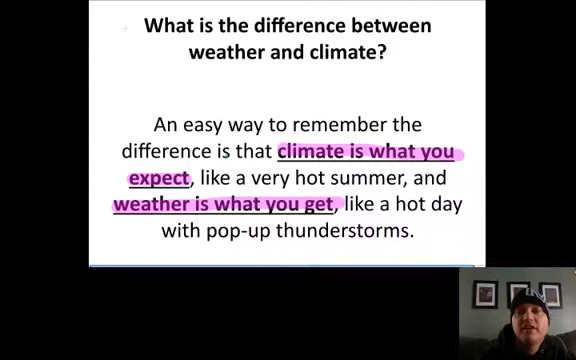 What is the difference between
weather and climate?
An easy way to remember the
difference is that climate is what you
expect, like a very hot summer, and
weather is what you get, like a hot day
with pop-up thunderstorms.